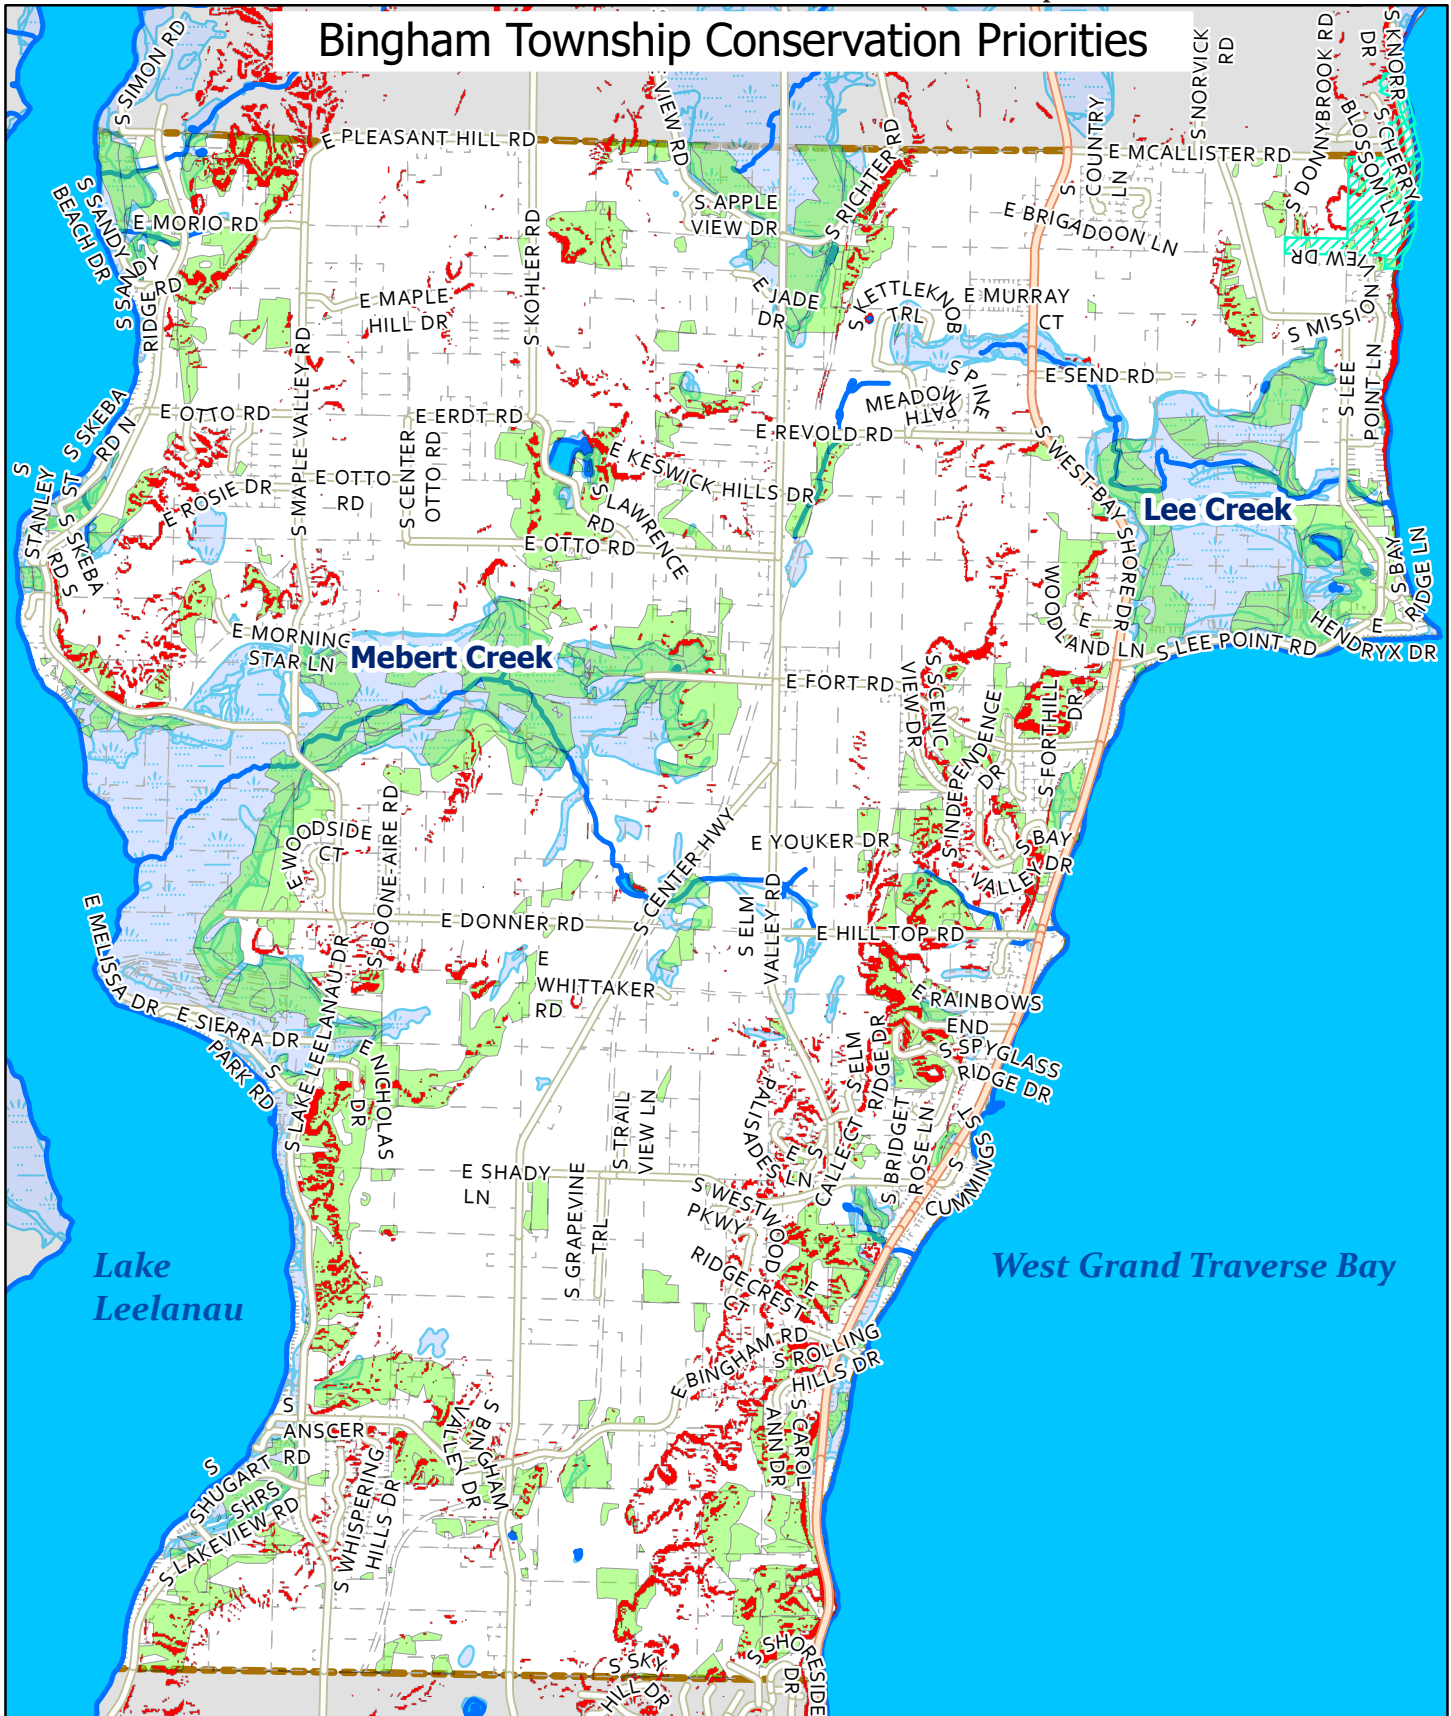 Bingham Township Conservation Priorities
S SIMON RD
E PLEASANT HILL RD
VIEW RD
S NORVICK
RD
S DONNYBROOK RD
S KNORR
DR
S CHERRY
BLOSSOM LN
E MCALLISTER RD
S
COUNTRY
LN
S RICHTER RD
S SANDY
BEACH DR
E MORIO RD
S APPLE
VIEW DR
E BRIGADOON LN
VIEW DR
S SANDY
RIDGE
RD
E MAPLE
HILL DR
S KOHLER RD
E JADE
DR
S KETTLEKNOB
TRL
E MURRAY
CT
S MISSION
POINT LN
S LEE
S MAPLE VALLEY RD
S PINE
MEADOW
PATH
E SEND RD
S SKEBA
RD N
E OTTO RD
E ERDT RD
E REVOLD RD
S
STANLEY
ST
E ROSIE DR
E OTTO
RD
S CENTER
OTTO RD
E KESWICK HILLS DR
S WEST-BAY SHORE DR
Lee Creek
S SKEBA
RD S
S LAWRENCE
RD
E OTTO RD
S BAY
RIDGE LN
E
WOODLAND LN
WOOD
E
HENDRYX DR
E MORNING
STAR LN
Mebert Creek
S LEE POINT RD
E FORT RD
S SCENIC
VIEW DR
S INDEPENDENCE
DR
S FORTHILL
DR
E WOODSIDE
CT
S BOONE-AIRE RD
S CENTER HWY
E YOUKER DR
S BAY
VALLEY DR
E MELISSA DR
E DONNER RD
S ELM
VALLEY RD
E HILL TOP RD
E
WHITTAKER
RD
E RAINBOWS
END
E SIERRA DR
S
PARK RD
S LAKE LEELANAU DR
E NICHOLAS
DR
S SPYGLASS
RIDGE DR
S ELM
RIDGE DR
PALISADES LN
E
S
CALLE CT
S BRIDGET
ROSE LN
S
CUMMINGS ST
S TRAIL
VIEW LN
E SHADY
LN
S GRAPEVINE
TRL
S WESTWOOD
PKWY
Lake
Leelanau
West Grand Traverse Bay
E
RIDGECREST
CT
E BINGHAM RD
S ROLLING
HILLS DR
S
ANSCER
RD
S BINGHAM
VALLEY DR
S CAROL
ANN DR
S
SHUGART
SHRS
S LAKEVIEW RD
S WHISPERING
HILLS DR
S SKY
HILL DR
S SHORESIDE
DR